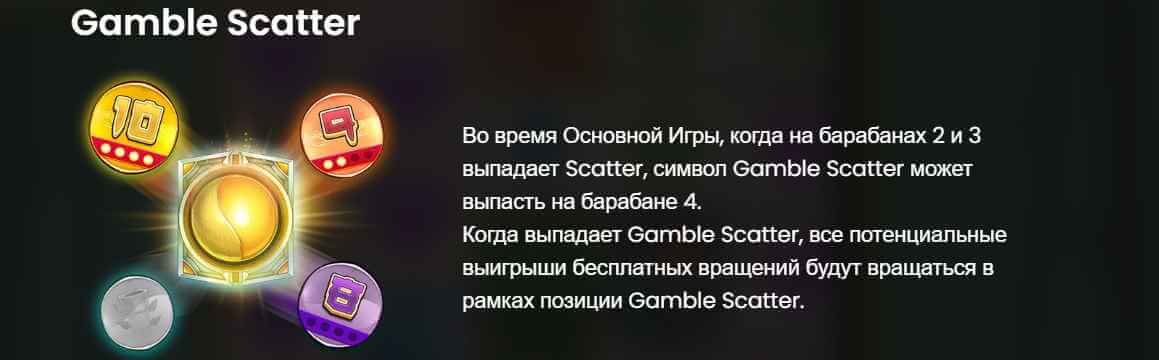 Gamble Scatter
10
9
8
Во время Основной Игры, когда на барабанах 2 и 3
выпадает Scatter, символ Gamble Scatter может
выпасть на барабане 4.
Когда выпадает Gamble Scatter, все потенциальные
выигрыши бесплатных вращений будут вращаться в
рамках позиции Gamble Scatter.